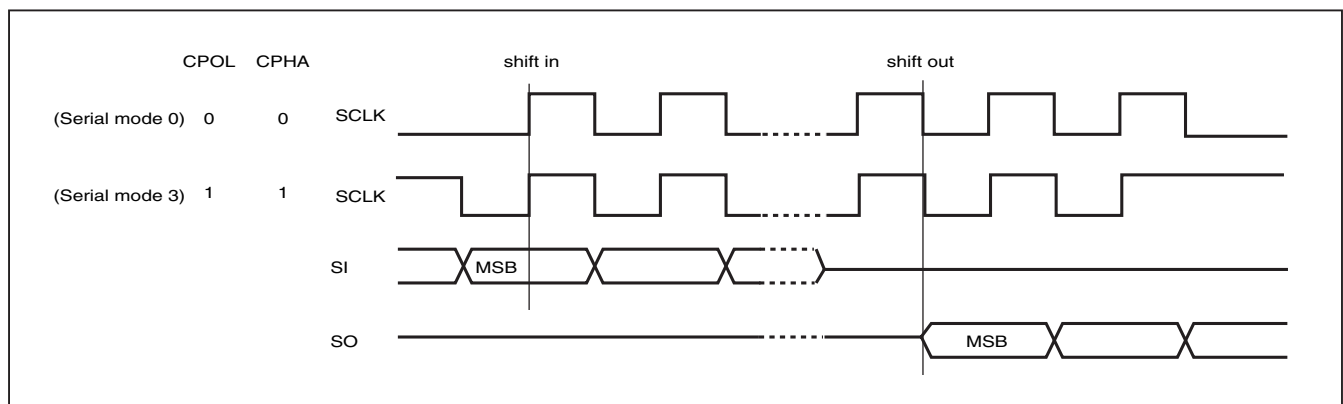 CPOL CPHA shift in shift out
(Serial mode 0) 0 0 SCLK
(Serial mode 3) 1 1 SCLK
SI MSB
SO MSB